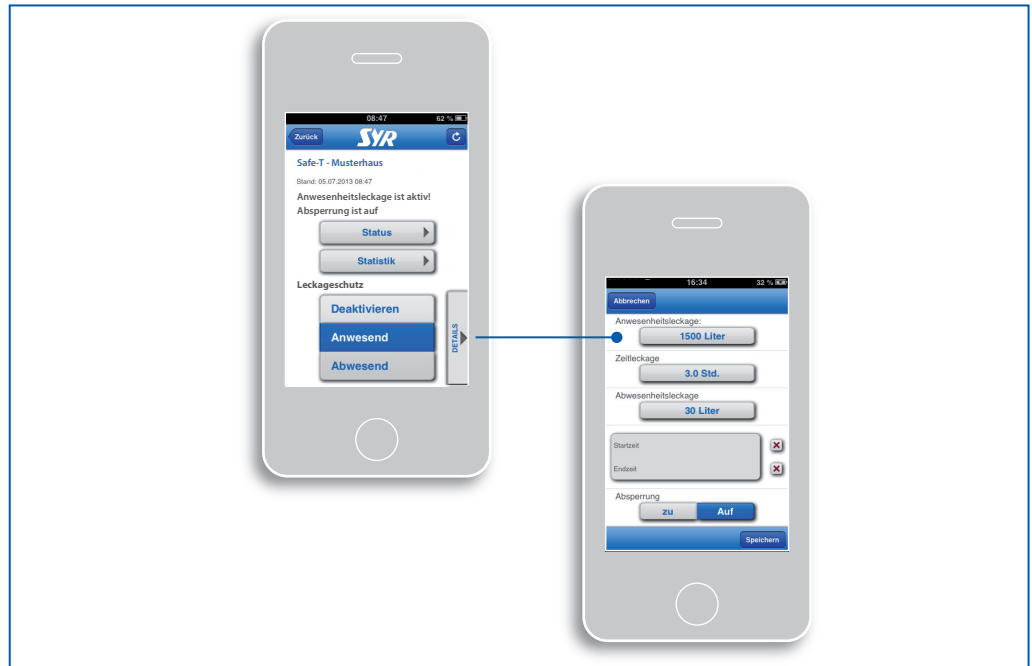 08:47 62 %
Zurück SYR
Safe-T - Musterhaus
Stand: 05.07.2013 08:47
Anwesenheitsleckage ist aktiv!
Absperrung ist auf
Status
Statistik
Leckageschutz
Deaktivieren
Anwesend
Abwesend
DETAILS
16:34 32 %
Abbrechen
Anwesenheitsleckage:
1500 Liter
Zeitleckage
3.0 Std.
Abwesenheitsleckage
30 Liter
Startzeit
Endzeit
Absperrung
zu Auf
Speichern